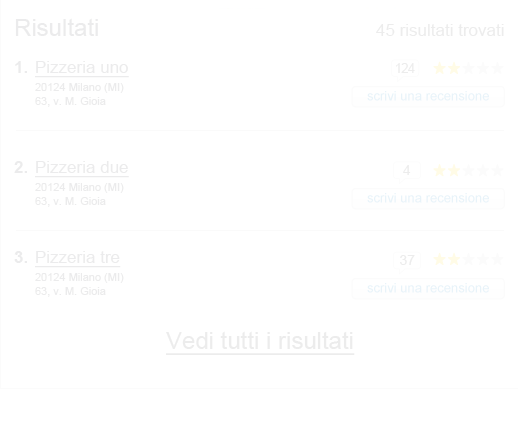 Risultati
45 risultati trovati
1. Pizzeria uno
124
20124 Milano (MI)
63, v. M. Gioia
scrivi una recensione
2. Pizzeria due
4
20124 Milano (MI)
63, v. M. Gioia
scrivi una recensione
3. Pizzeria tre
37
20124 Milano (MI)
63, v. M. Gioia
scrivi una recensione
Vedi tutti i risultati